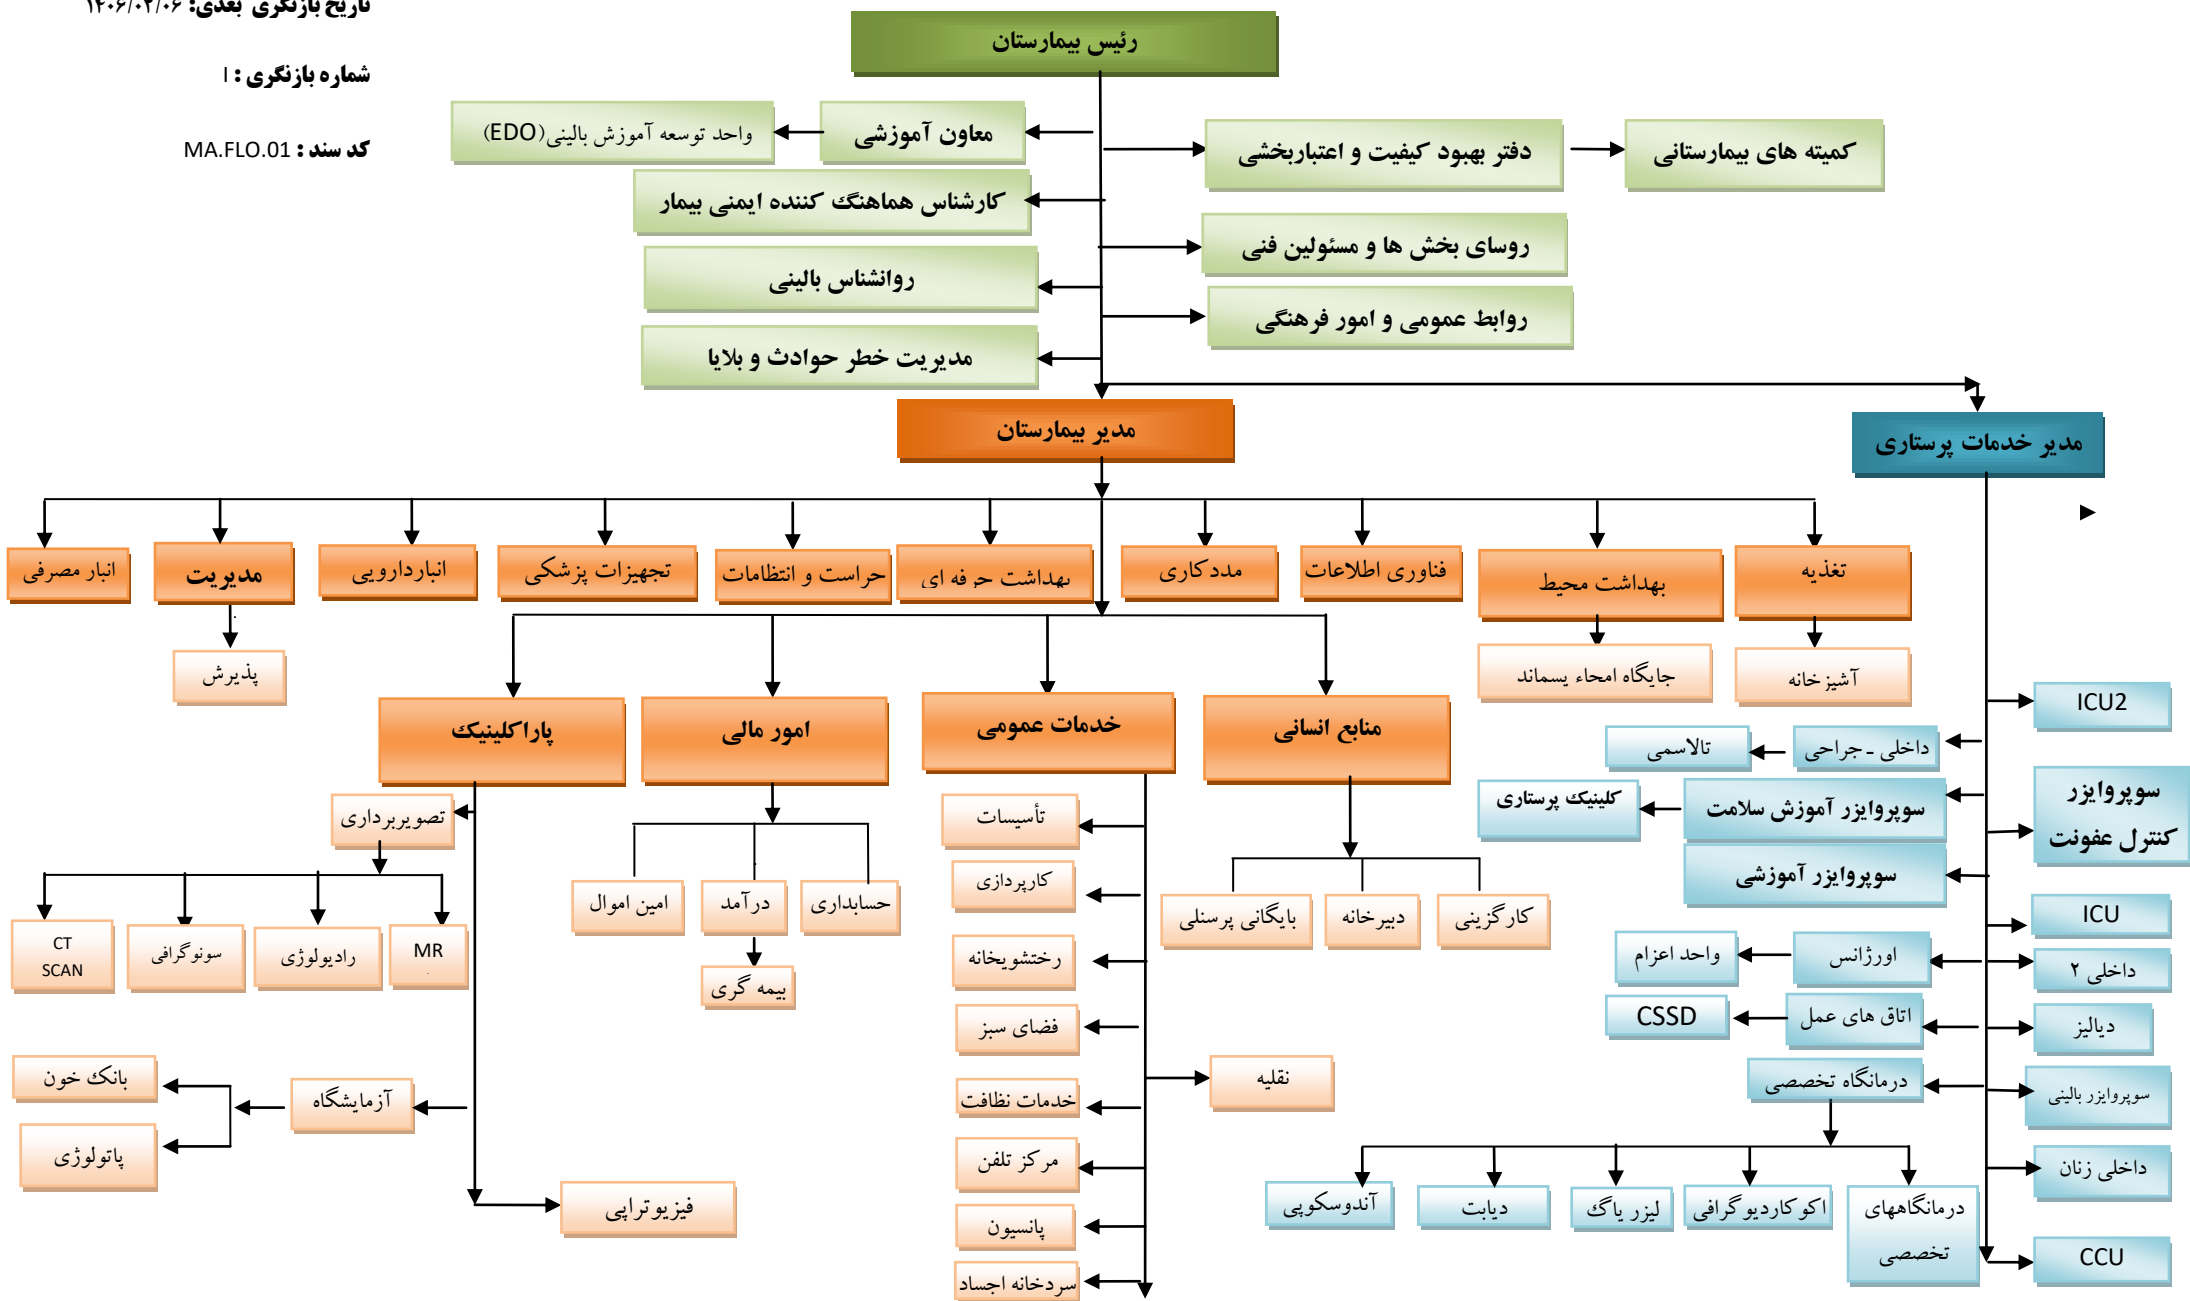 تاریخ بازنگری بعدی: ۱۴۰۶/۰۲/۰۶
شماره بازنگری : ۱
کد سند : MA.FLO.01
رئیس بیمارستان
معاون آموزشی
واحد توسعه آموزش بالینی(EDO)
دفتر بهبود کیفیت و اعتباربخشی
کمیته های بیمارستانی
کارشناس هماهنگ کننده ایمنی بیمار
روسای بخش ها و مسئولین فنی
روانشناس بالینی
روابط عمومی و امور فرهنگی
مدیریت خطر حوادث و بلایا
مدیر بیمارستان
مدیر خدمات پرستاری
تغذیه
بهداشت محیط
فناوری اطلاعات
مددکاری
بهداشت حرفه ای
حراست و انتظامات
تجهیزات پزشکی
انباردارویی
مدیریت
انبار مصرفی
آشپزخانه
جایگاه امحاء پسماند
پذیرش
منابع انسانی
خدمات عمومی
امور مالی
پاراکلینیک
کارگزینی
دبیرخانه
بایگانی پرسنلی
تأسیسات
کارپردازی
رختشویخانه
فضای سبز
نقلیه
خدمات نظافت
مرکز تلفن
پانسیون
سردخانه اجساد
حسابداری
درآمد
امین اموال
بیمه گری
تصویربرداری
MR
رادیولوژی
سونوگرافی
CT
SCAN
آزمایشگاه
بانک خون
پاتولوژی
فیزیوتراپی
ICU2
داخلی - جراحی
تالاسمی
سوپروایزر
کنترل عفونت
سوپروایزر آموزش سلامت
کلینیک پرستاری
سوپروایزر آموزشی
ICU
اورژانس
واحد اعزام
داخلی ۲
اتاق های عمل
CSSD
دیالیز
درمانگاه تخصصی
سوپروایزر بالینی
داخلی زنان
درمانگاههای
تخصصی
اکوکاردیوگرافی
لیزر یاگ
دیابت
آندوسکوپی
CCU